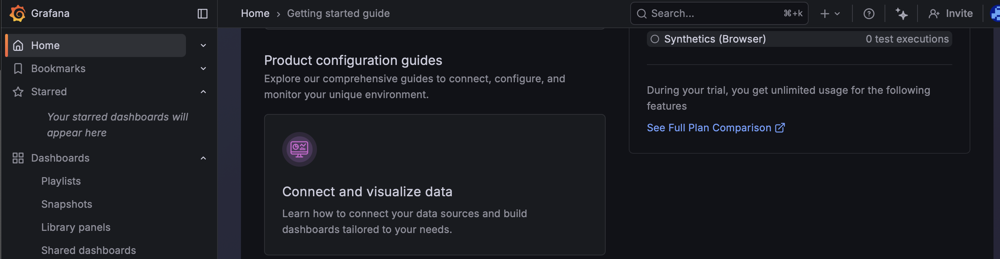 Grafana
Home › Getting started guide
Search...
⌘+k
Invite
Home
Bookmarks
Starred
Your starred dashboards will
appear here
Dashboards
Playlists
Snapshots
Library panels
Shared dashboards
Product configuration guides
Explore our comprehensive guides to connect, configure, and
monitor your unique environment.
Connect and visualize data
Learn how to connect your data sources and build
dashboards tailored to your needs.
Synthetics (Browser) 0 test executions
During your trial, you get unlimited usage for the following
features
See Full Plan Comparison